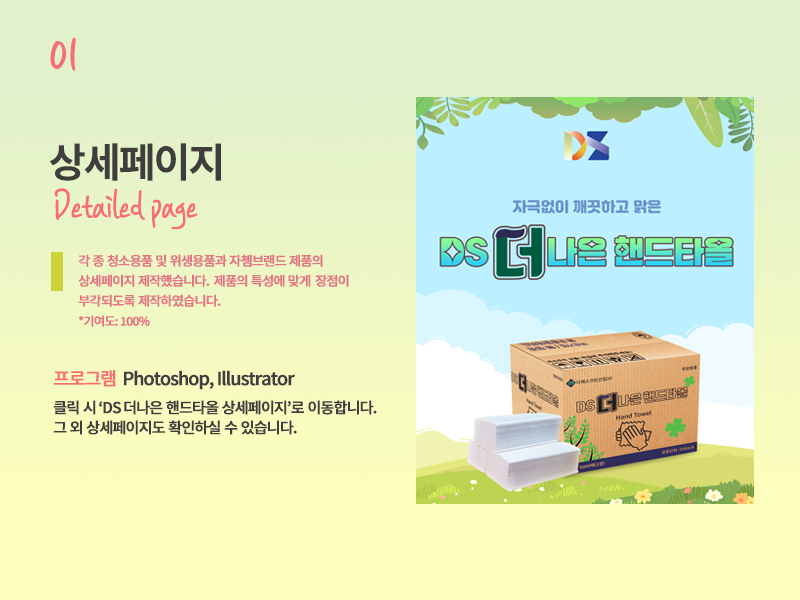 01
상세페이지
Detailed page
각 종 청소용품 및 위생용품과 자쳄브랜드 제품의
상세페이지 제작했습니다. 제품의 특성에 맞게 장점이
부각되도록 제작하였습니다.
*기여도: 100%
프로그램 Photoshop, Illustrator
클릭 시 ‘DS 더나은 핸드타올 상세페이지’로 이동합니다.
그 외 상세페이지도 확인하실 수 있습니다.
DS
자극없이 깨끗하고 맑은
DS 더나은 핸드타올
DS 더나은 핸드타올
Hand Towel